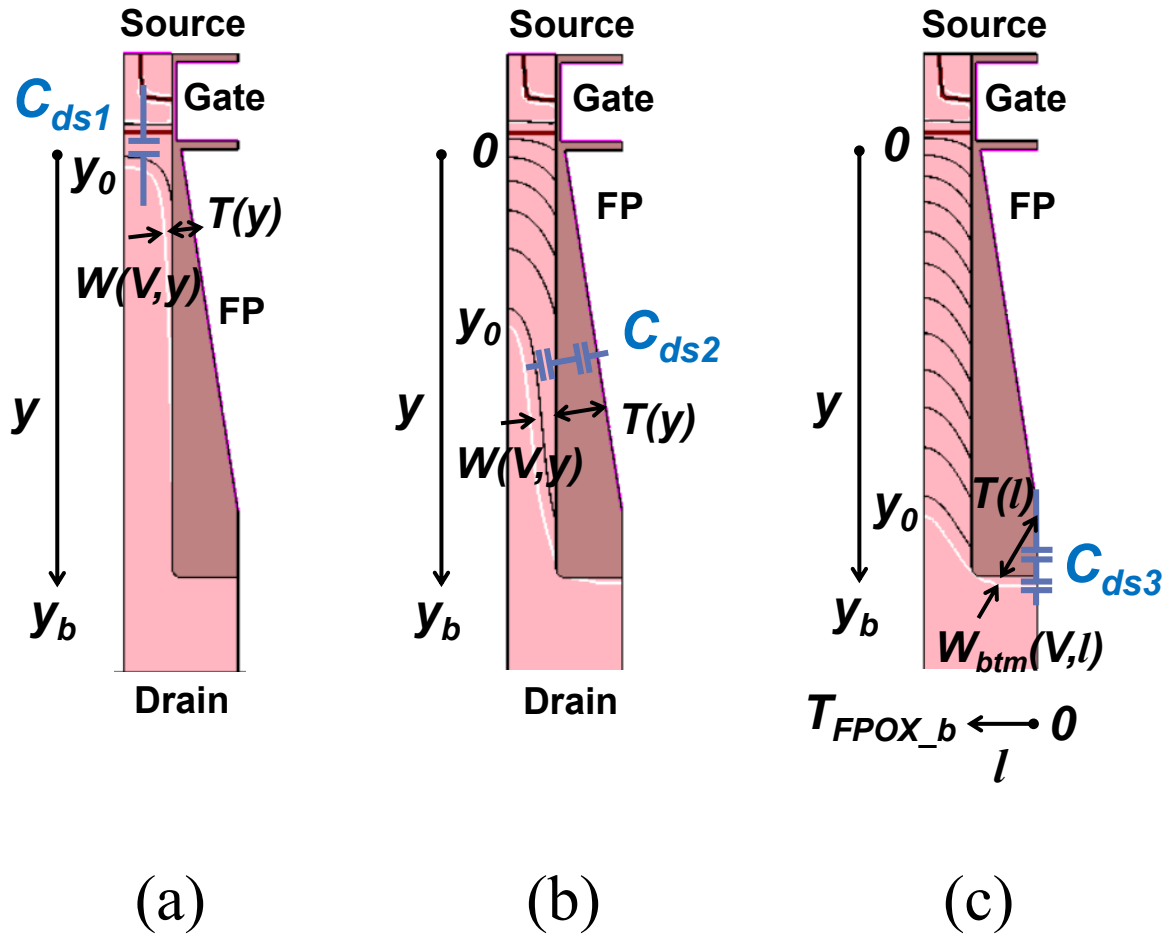 Source
Gate
C_ds1
y_0
T(y)
W(V,y)
FP
y
y_b
Drain
(a)
Source
Gate
0
FP
y_0
C_ds2
y
T(y)
W(V,y)
y_b
Drain
(b)
Source
Gate
0
FP
y
T(l)
y_0
C_ds3
y_b
W_btm(V,l)
T_FPOX_b
0
l
(c)